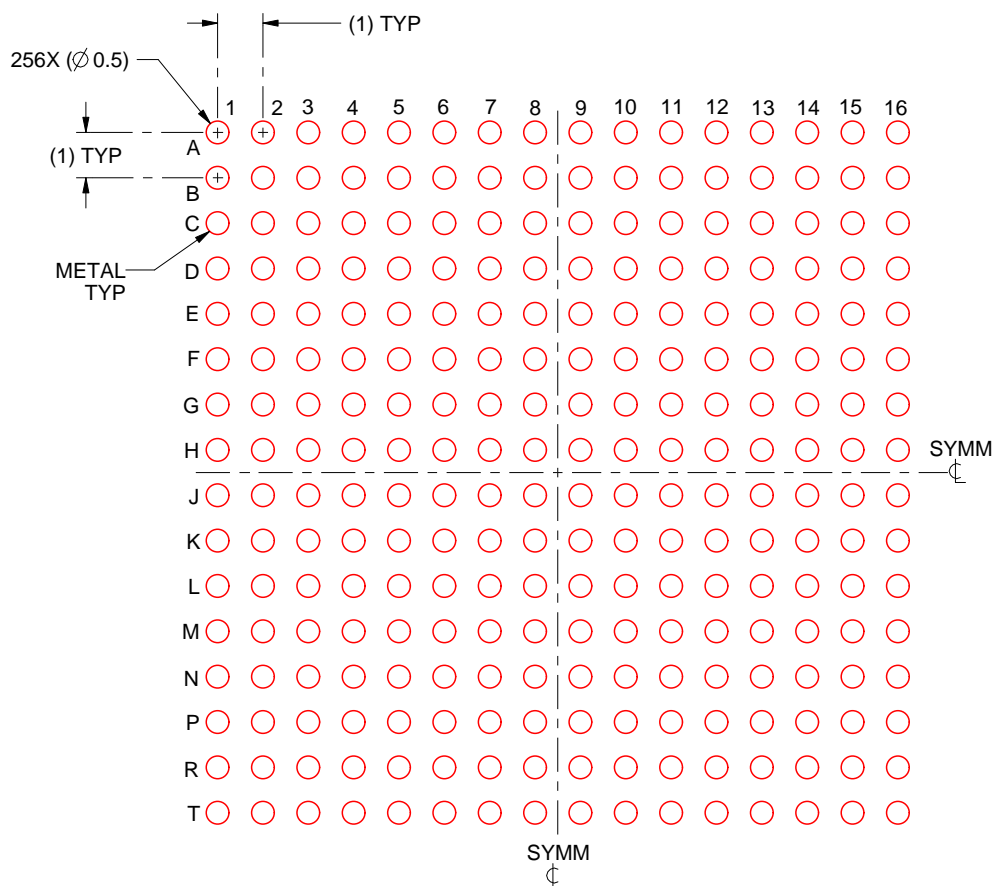 (1) TYP
256X (∅ 0.5)
1 2 3 4 5 6 7 8 9 10 11 12 13 14 15 16
A
(1) TYP
B
C
METAL
TYP
D
E
F
G
H
SYMM
℄
J
K
L
M
N
P
R
T
SYMM
℄